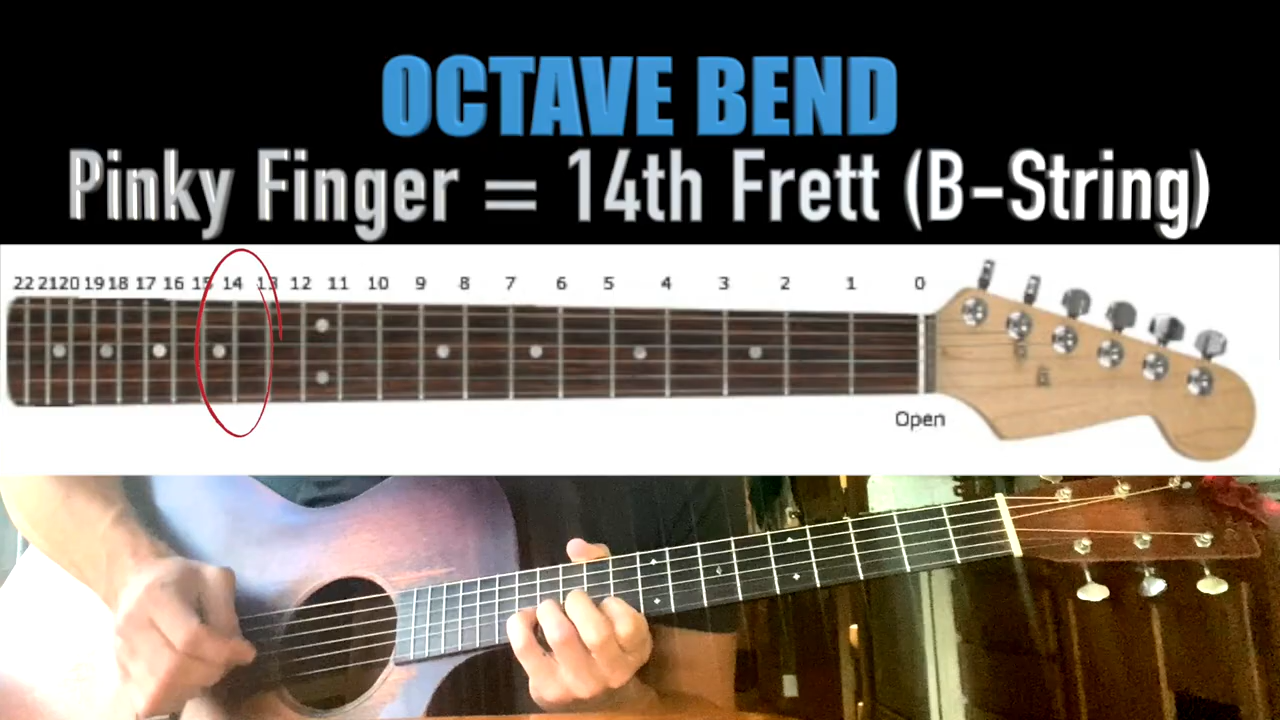 OCTAVE BEND
Pinky Finger = 14th Frett (B-String)
22 21 20 19 18 17 16 15 14 13 12 11 10 9 8 7 6 5 4 3 2 1 0
Open